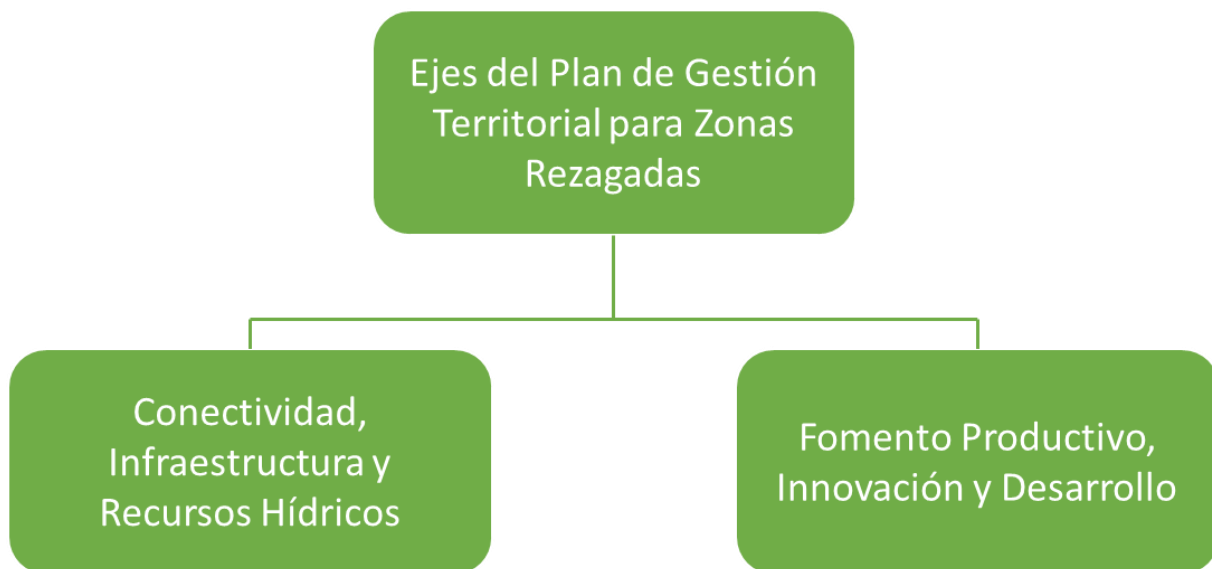 Ejes del Plan de Gestión
Territorial para Zonas
Rezagadas
Conectividad,
Infraestructura y
Recursos Hídricos
Fomento Productivo,
Innovación y Desarrollo